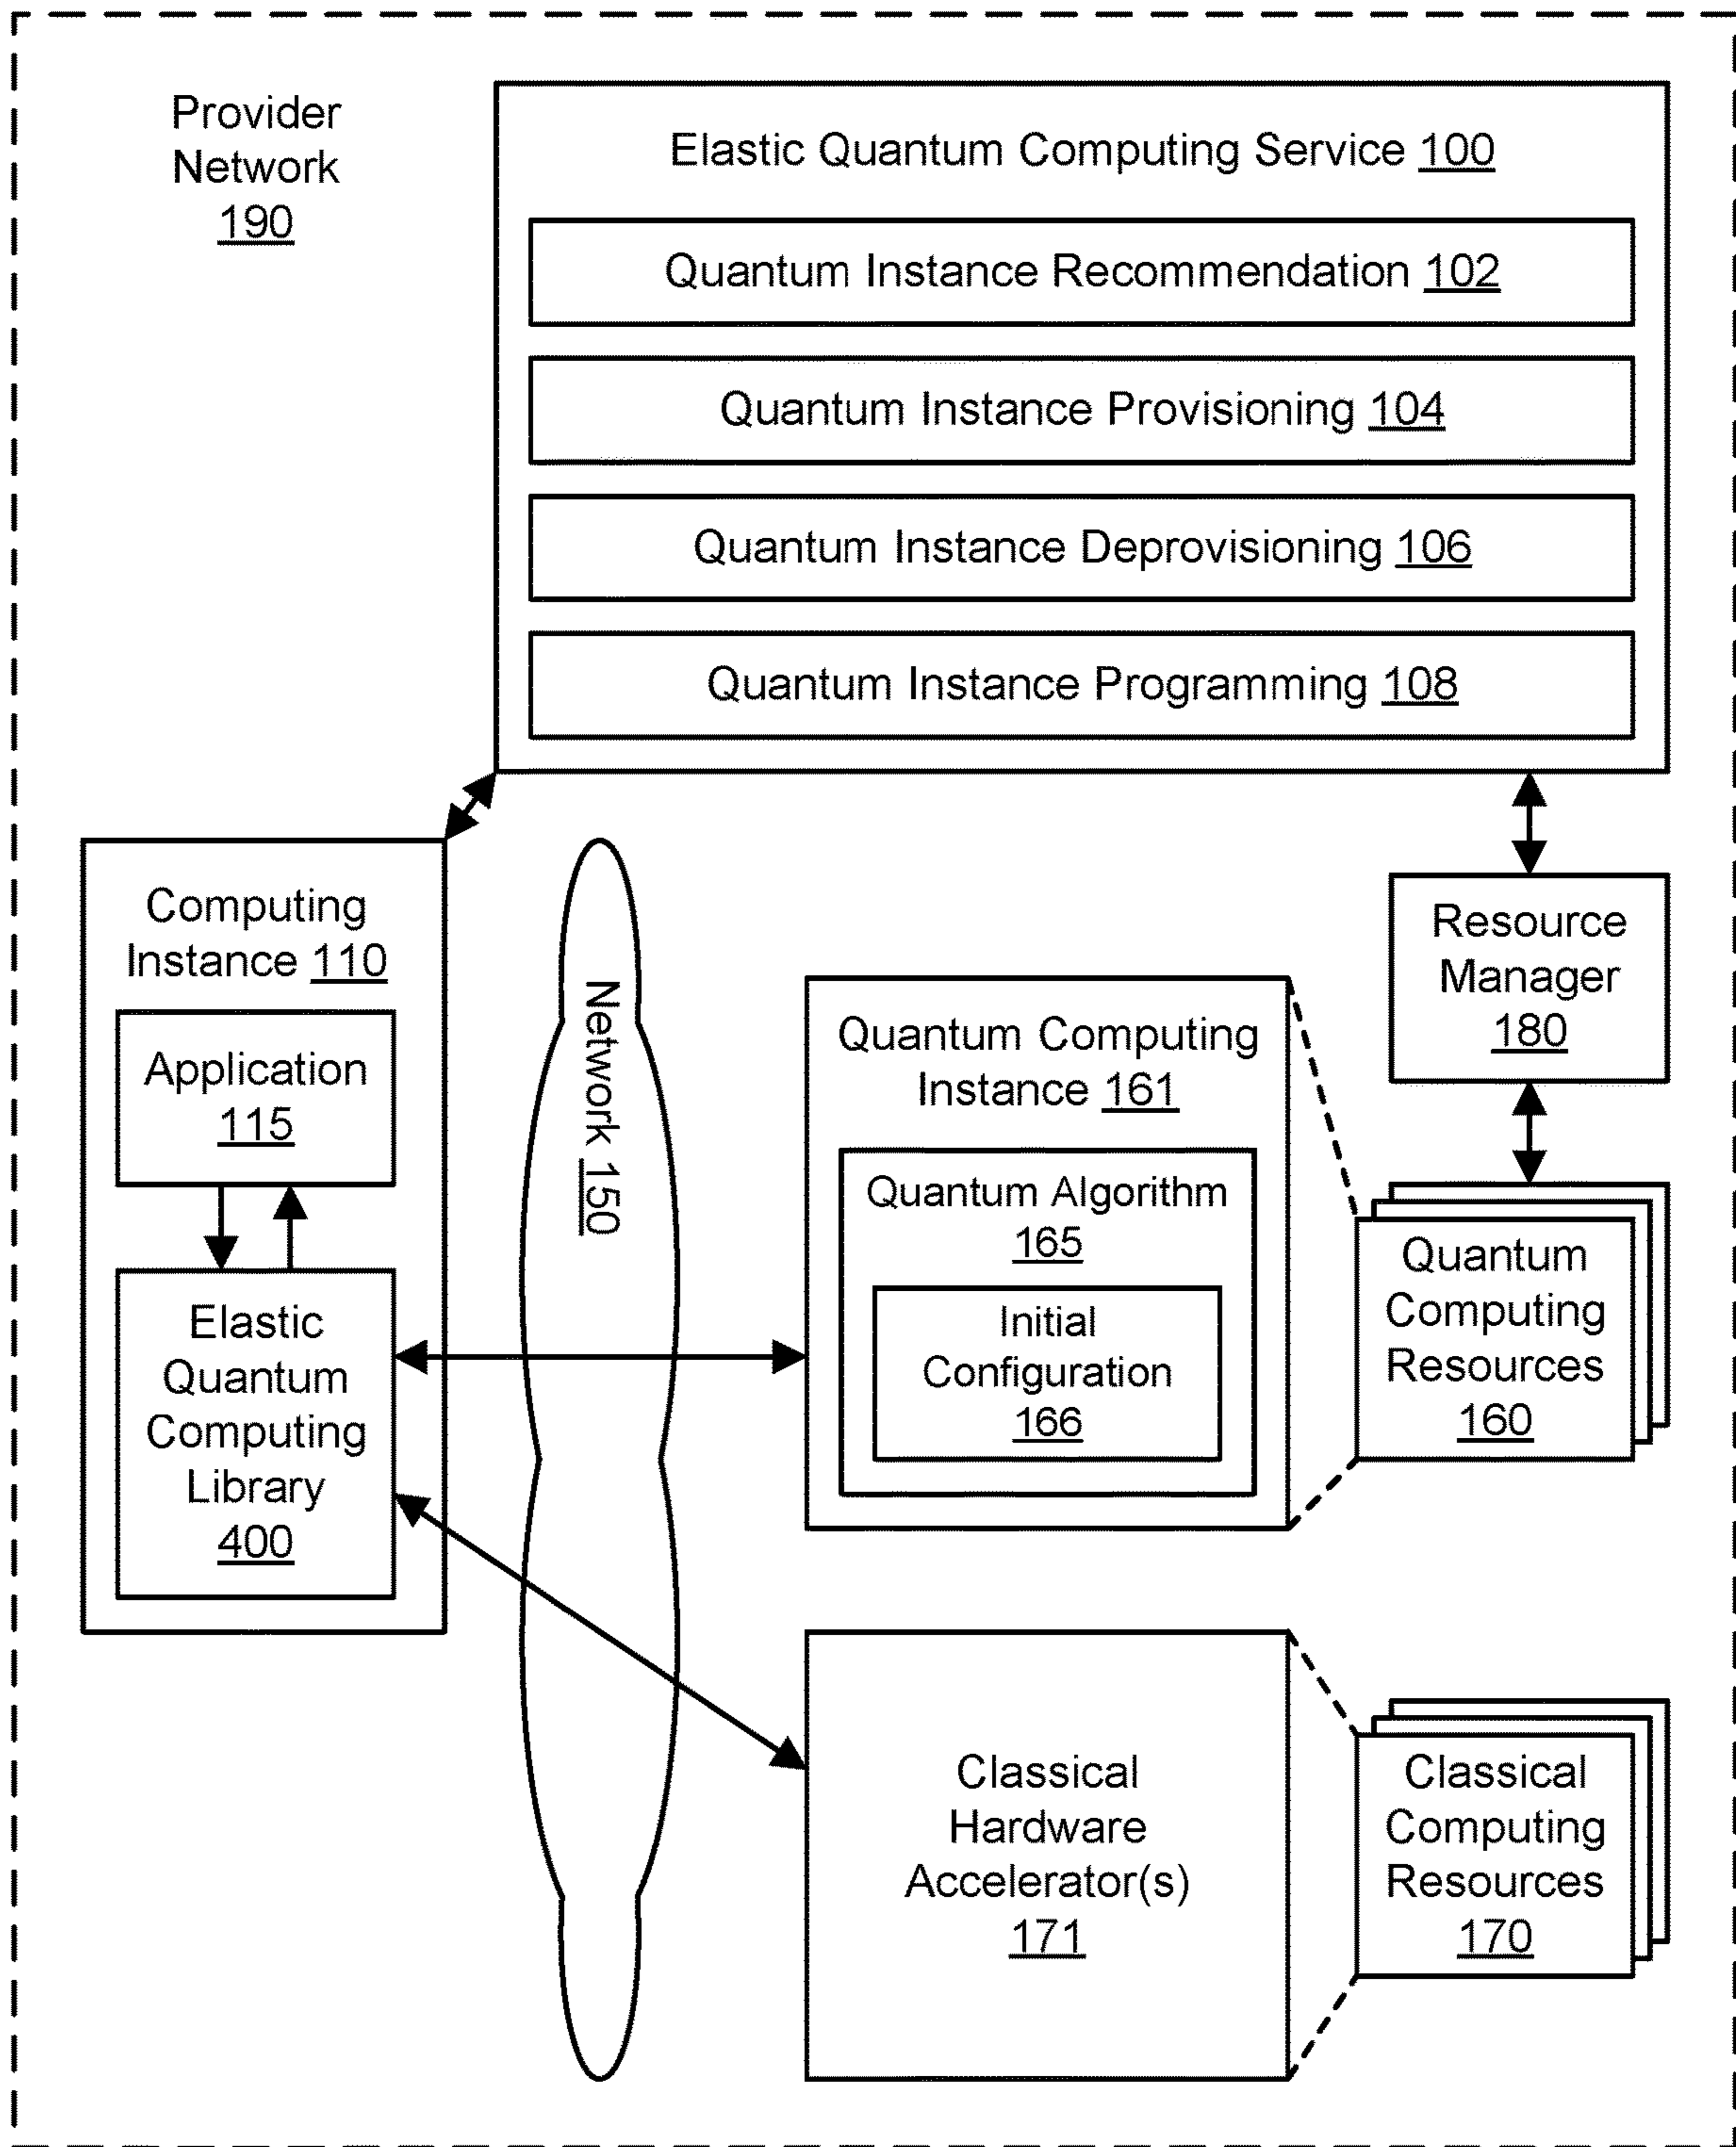 Provider
Network
190
Elastic Quantum Computing Service 100
Quantum Instance Recommendation 102
Quantum Instance Provisioning 104
Quantum Instance Deprovisioning 106
Quantum Instance Programming 108
Computing
Instance 110
Application
115
Elastic
Quantum
Computing
Library
400
Network 150
Quantum Computing
Instance 161
Quantum Algorithm
165
Initial
Configuration
166
Resource
Manager
180
Quantum
Computing
Resources
160
Classical
Hardware
Accelerator(s)
171
Classical
Computing
Resources
170